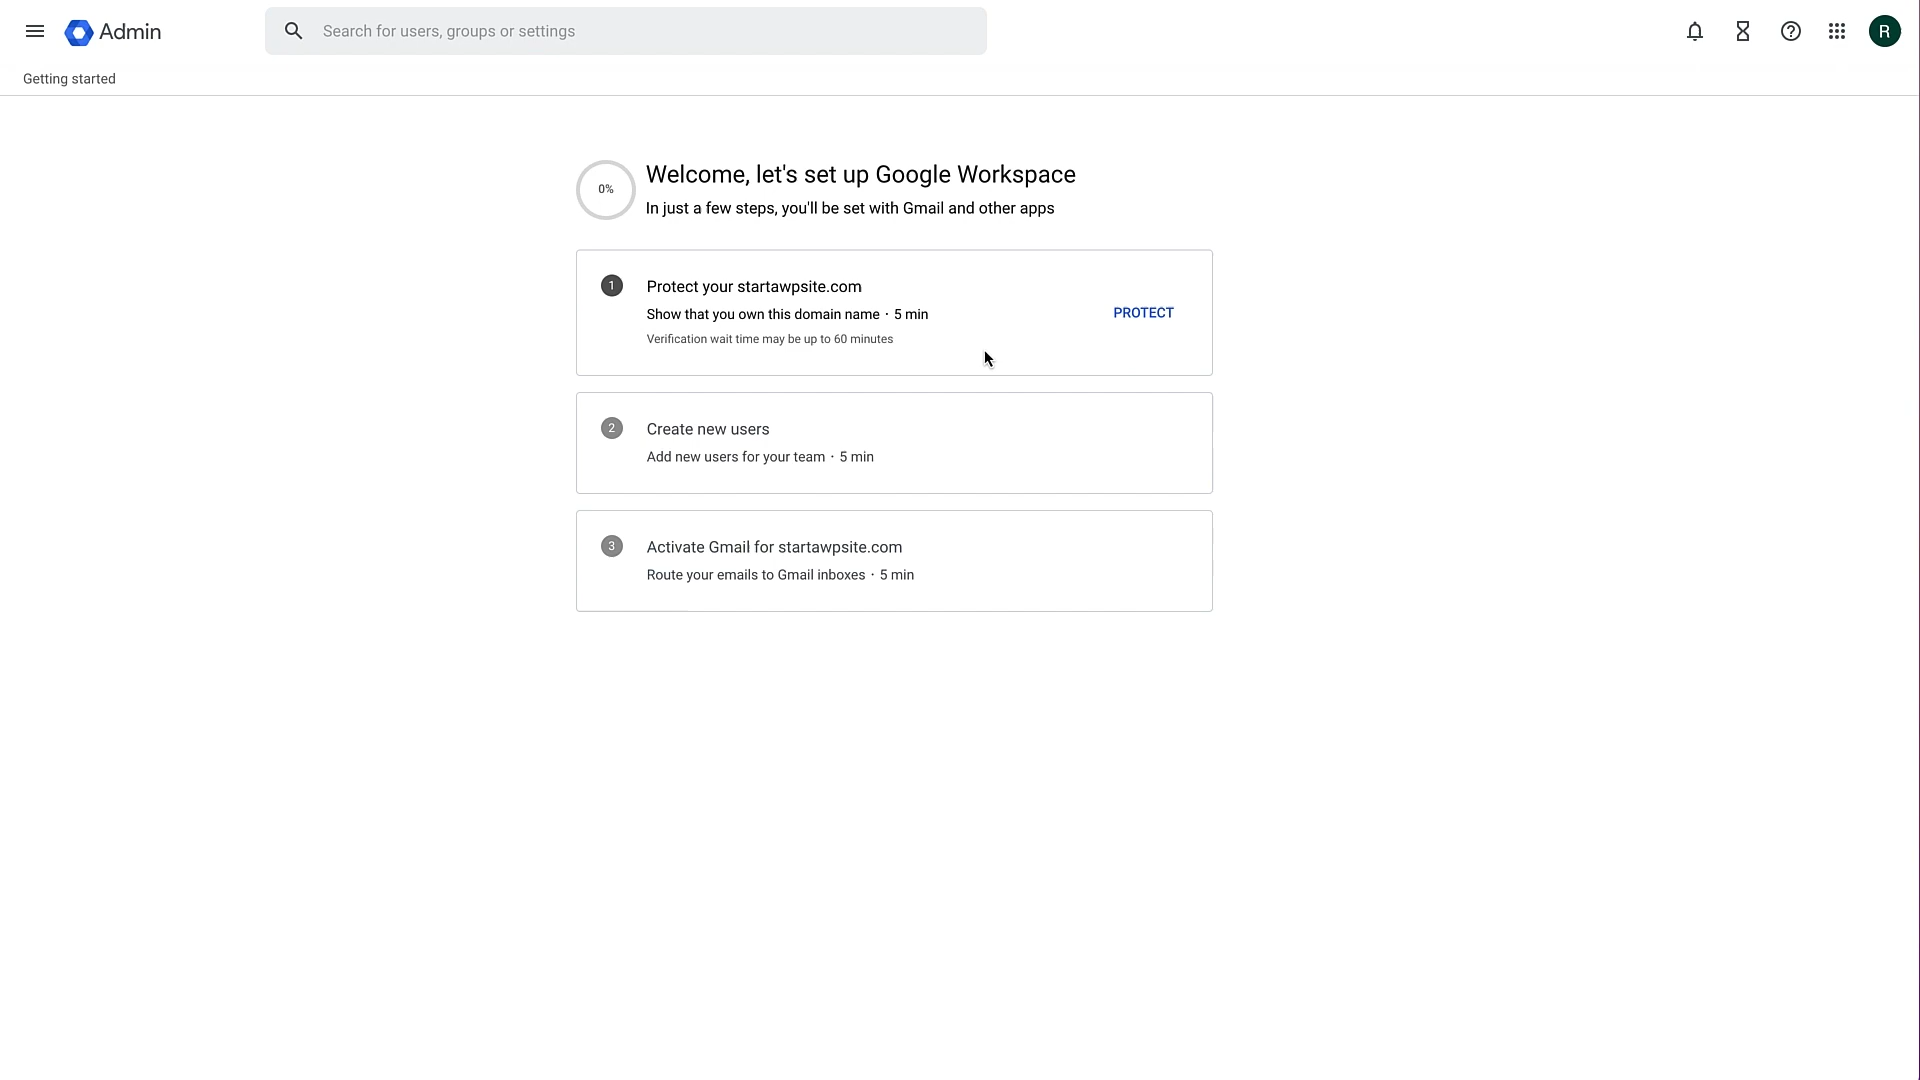 Admin
Search for users, groups or settings
R
Getting started
0%
Welcome, let's set up Google Workspace
In just a few steps, you'll be set with Gmail and other apps
1
Protect your startawpsite.com
Show that you own this domain name · 5 min
PROTECT
Verification wait time may be up to 60 minutes
2
Create new users
Add new users for your team · 5 min
3
Activate Gmail for startawpsite.com
Route your emails to Gmail inboxes · 5 min